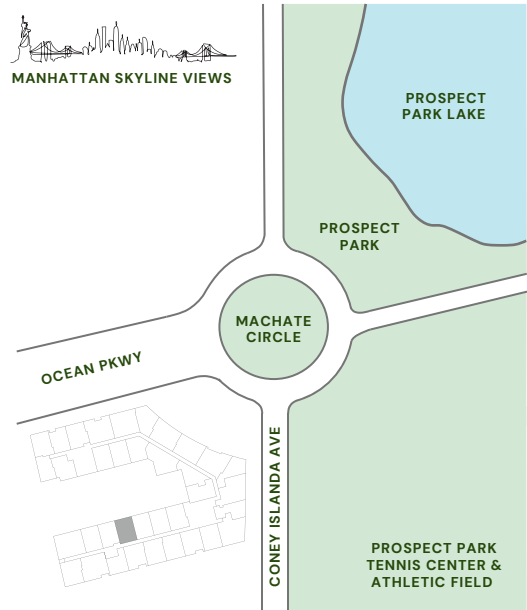 MANHATTAN SKYLINE VIEWS
PROSPECT
PARK LAKE
PROSPECT
PARK
MACHATE
CIRCLE
OCEAN PKWY
CONEY ISLANDA AVE
PROSPECT PARK
TENNIS CENTER &
ATHLETIC FIELD